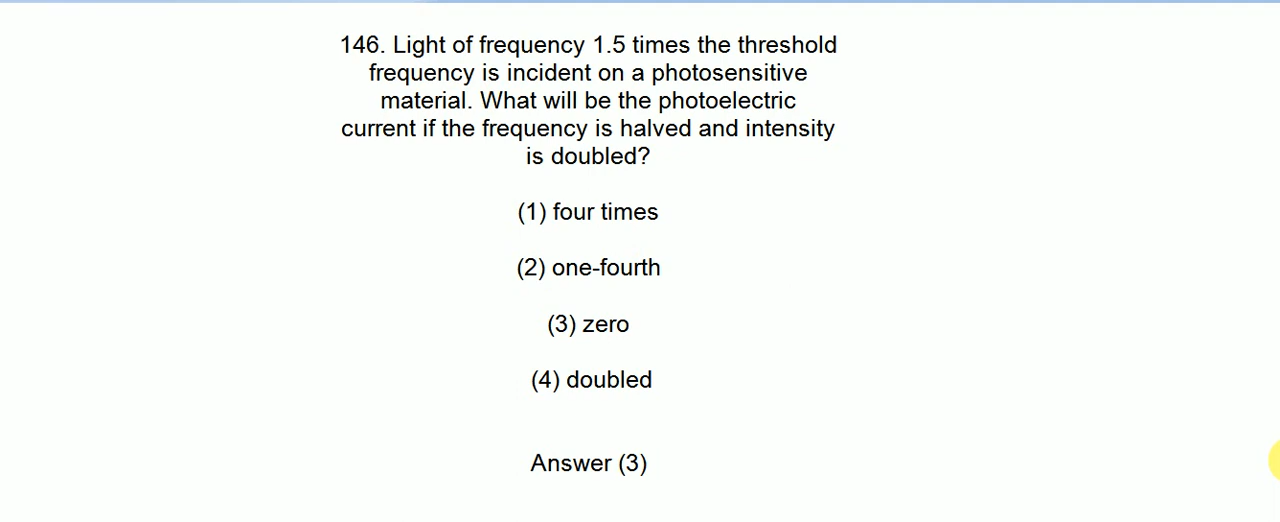 146. Light of frequency 1.5 times the threshold
frequency is incident on a photosensitive
material. What will be the photoelectric
current if the frequency is halved and intensity
is doubled?
(1) four times
(2) one-fourth
(3) zero
(4) doubled
Answer (3)